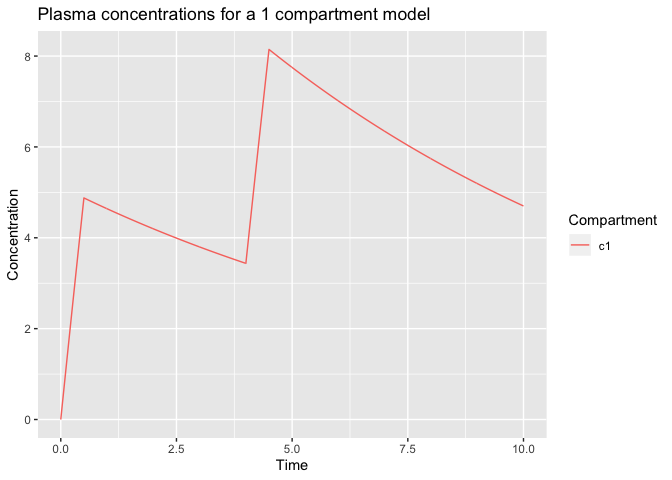 Plasma concentrations for a 1 compartment model
8
6
4
2
0
Concentration
0.0 2.5 5.0 7.5 10.0
Time
Compartment
c1